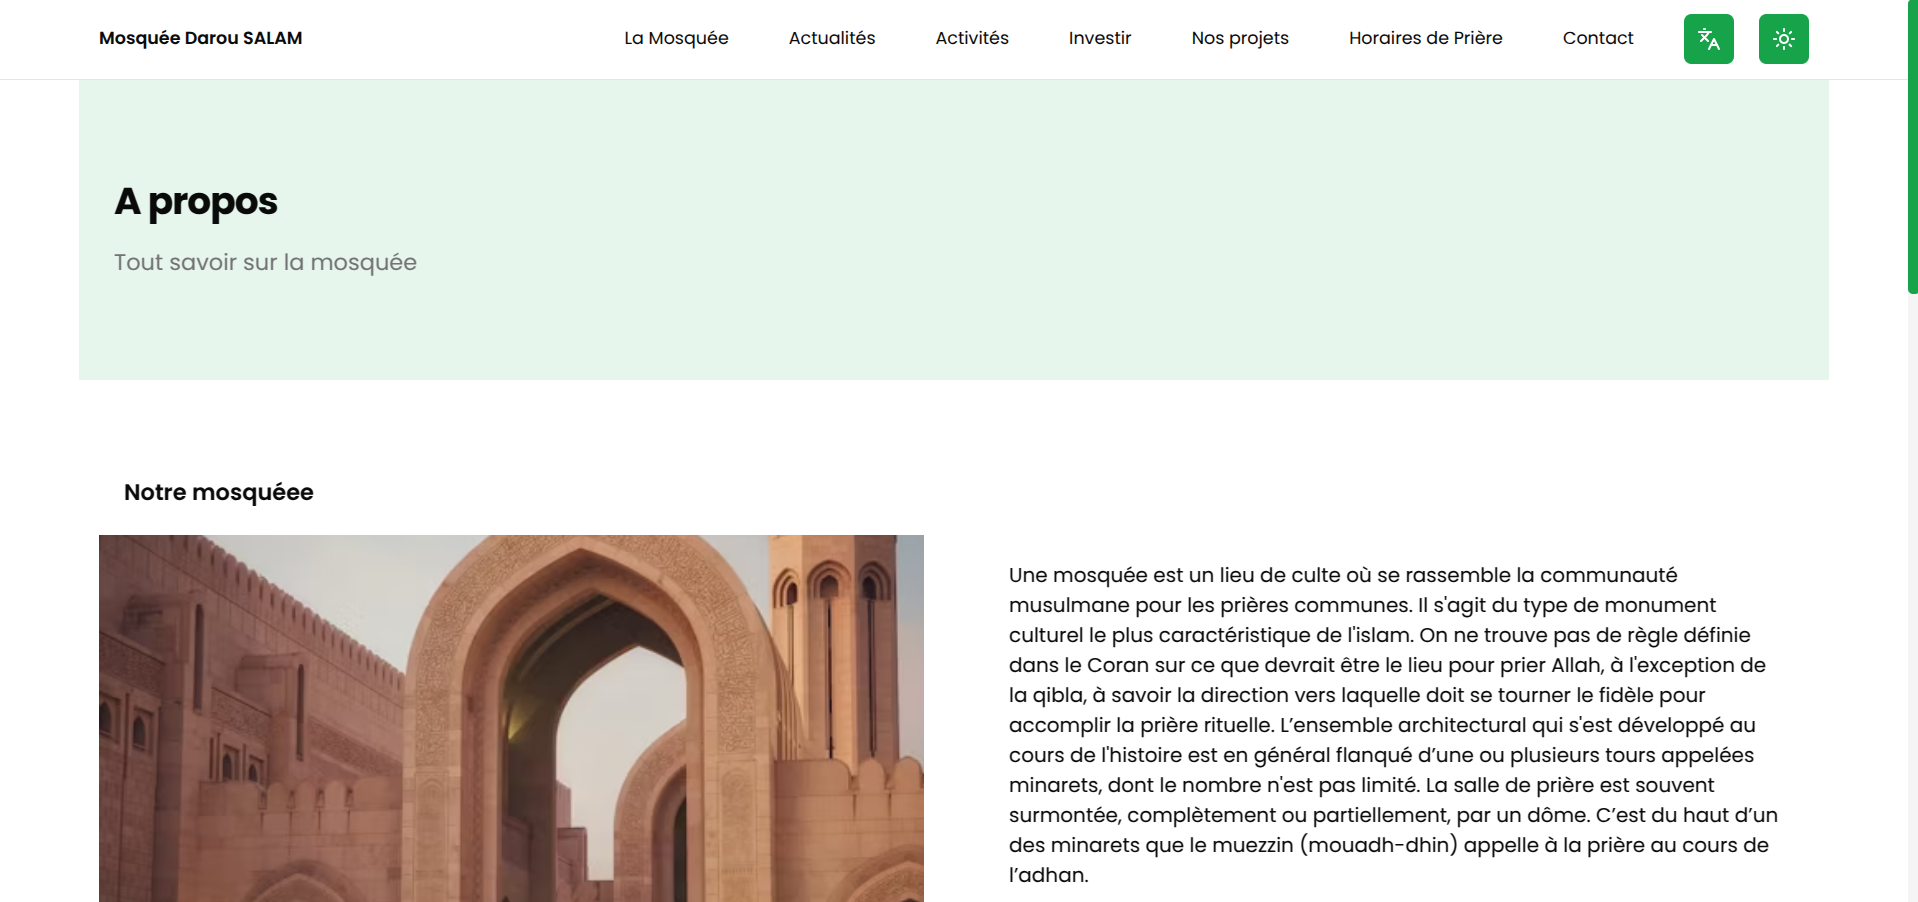 Mosquée Darou SALAM
La Mosquée
Actualités
Activités
Investir
Nos projets
Horaires de Prière
Contact
A propos
Tout savoir sur la mosquée
Notre mosquéee
Une mosquée est un lieu de culte où se rassemble la communauté
musulmane pour les prières communes. Il s'agit du type de monument
culturel le plus caractéristique de l'islam. On ne trouve pas de règle définie
dans le Coran sur ce que devrait être le lieu pour prier Allah, à l'exception de
la qibla, à savoir la direction vers laquelle doit se tourner le fidèle pour
accomplir la prière rituelle. L’ensemble architectural qui s'est développé au
cours de l'histoire est en général flanqué d’une ou plusieurs tours appelées
minarets, dont le nombre n'est pas limité. La salle de prière est souvent
surmontée, complètement ou partiellement, par un dôme. C’est du haut d’un
des minarets que le muezzin (mouadh-dhin) appelle à la prière au cours de
l’adhan.